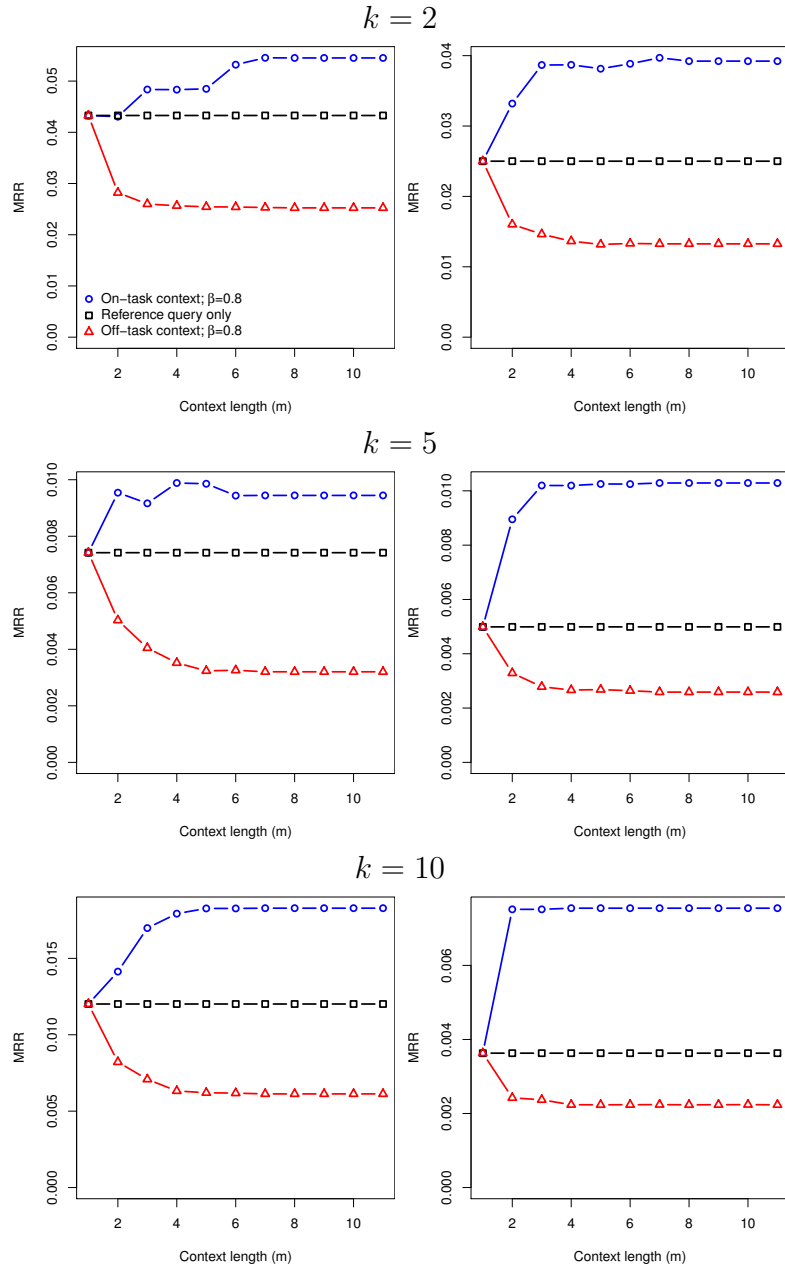 k = 2
0.00 0.01 0.02 0.03 0.04 0.05
MRR
2 4 6 8 10
Context length (m)
On-task context; β=0.8
Reference query only
Off-task context; β=0.8
0.00 0.01 0.02 0.03 0.04
MRR
2 4 6 8 10
Context length (m)
k = 5
0.000 0.002 0.004 0.006 0.008 0.010
MRR
2 4 6 8 10
Context length (m)
0.000 0.002 0.004 0.006 0.008 0.010
MRR
2 4 6 8 10
Context length (m)
k = 10
0.000 0.005 0.010 0.015
MRR
2 4 6 8 10
Context length (m)
0.000 0.002 0.004 0.006
MRR
2 4 6 8 10
Context length (m)